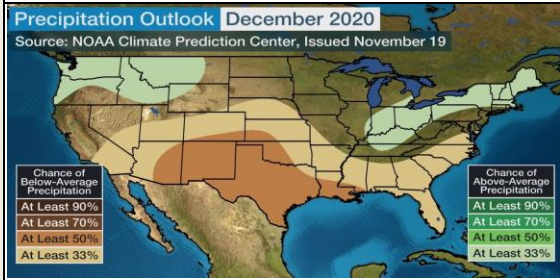 Precipitation Outlook December 2020
Source: NOAA Climate Prediction Center, Issued November 19
Chance of
Below-Average
Precipitation
At Least 90%
At Least 70%
At Least 50%
At Least 33%
Chance of
Above-Average
Precipitation
At Least 90%
At Least 70%
At Least 50%
At Least 33%